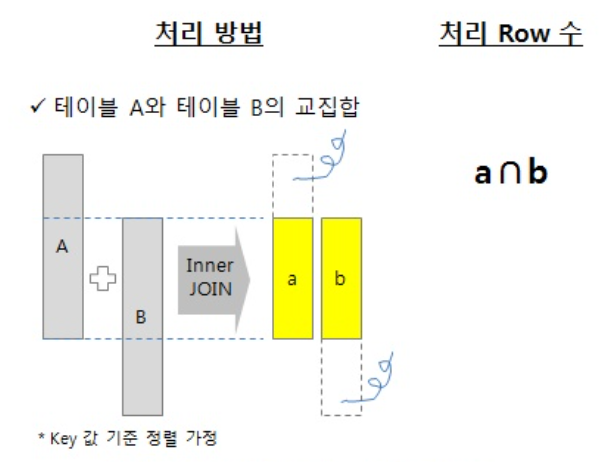 처리 방법
처리 Row 수
✓ 테이블 A와 테이블 B의 교집합
a∩b
A
B
Inner
JOIN
a
b
* Key 값 기준 정렬 가정